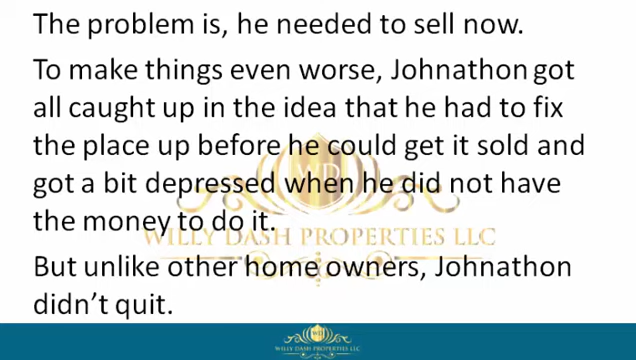 The problem is, he needed to sell now.
To make things even worse, Johnathon got
all caught up in the idea that he had to fix
the place up before he could get it sold and
got a bit depressed when he did not have
the money to do it.
WD
WILLY DASH PROPERTIES LLC
But unlike other home owners, Johnathon
didn't quit.
WD
WILLY DASH PROPERTIES LLC